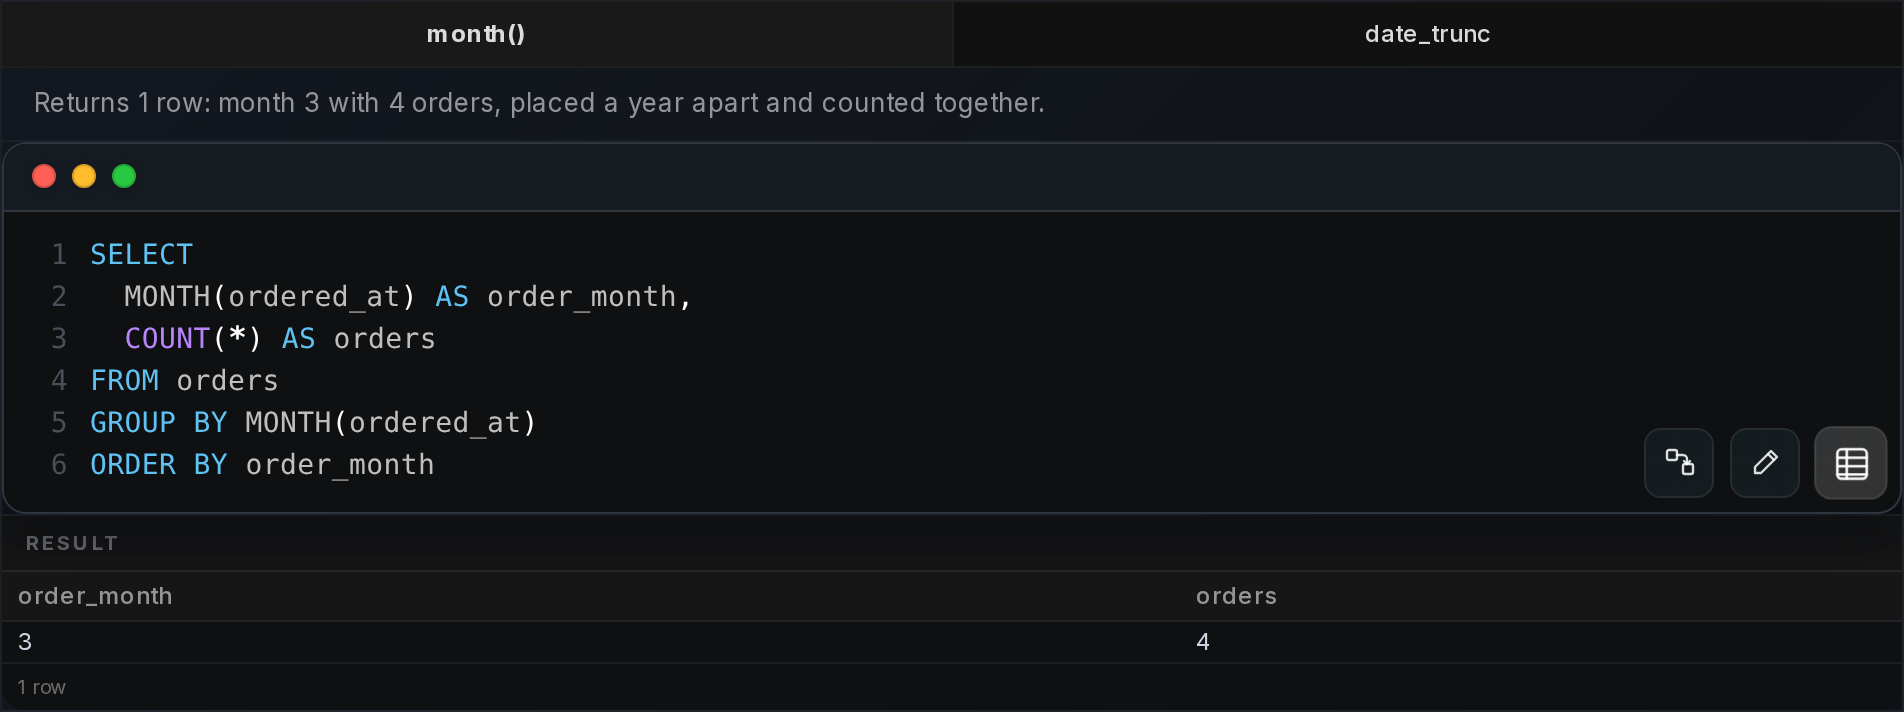 month()
date_trunc
Returns 1 row: month 3 with 4 orders, placed a year apart and counted together.
1 SELECT
2   MONTH(ordered_at) AS order_month,
3   COUNT(*) AS orders
4 FROM orders
5 GROUP BY MONTH(ordered_at)
6 ORDER BY order_month
RESULT
order_month orders
3 4
1 row